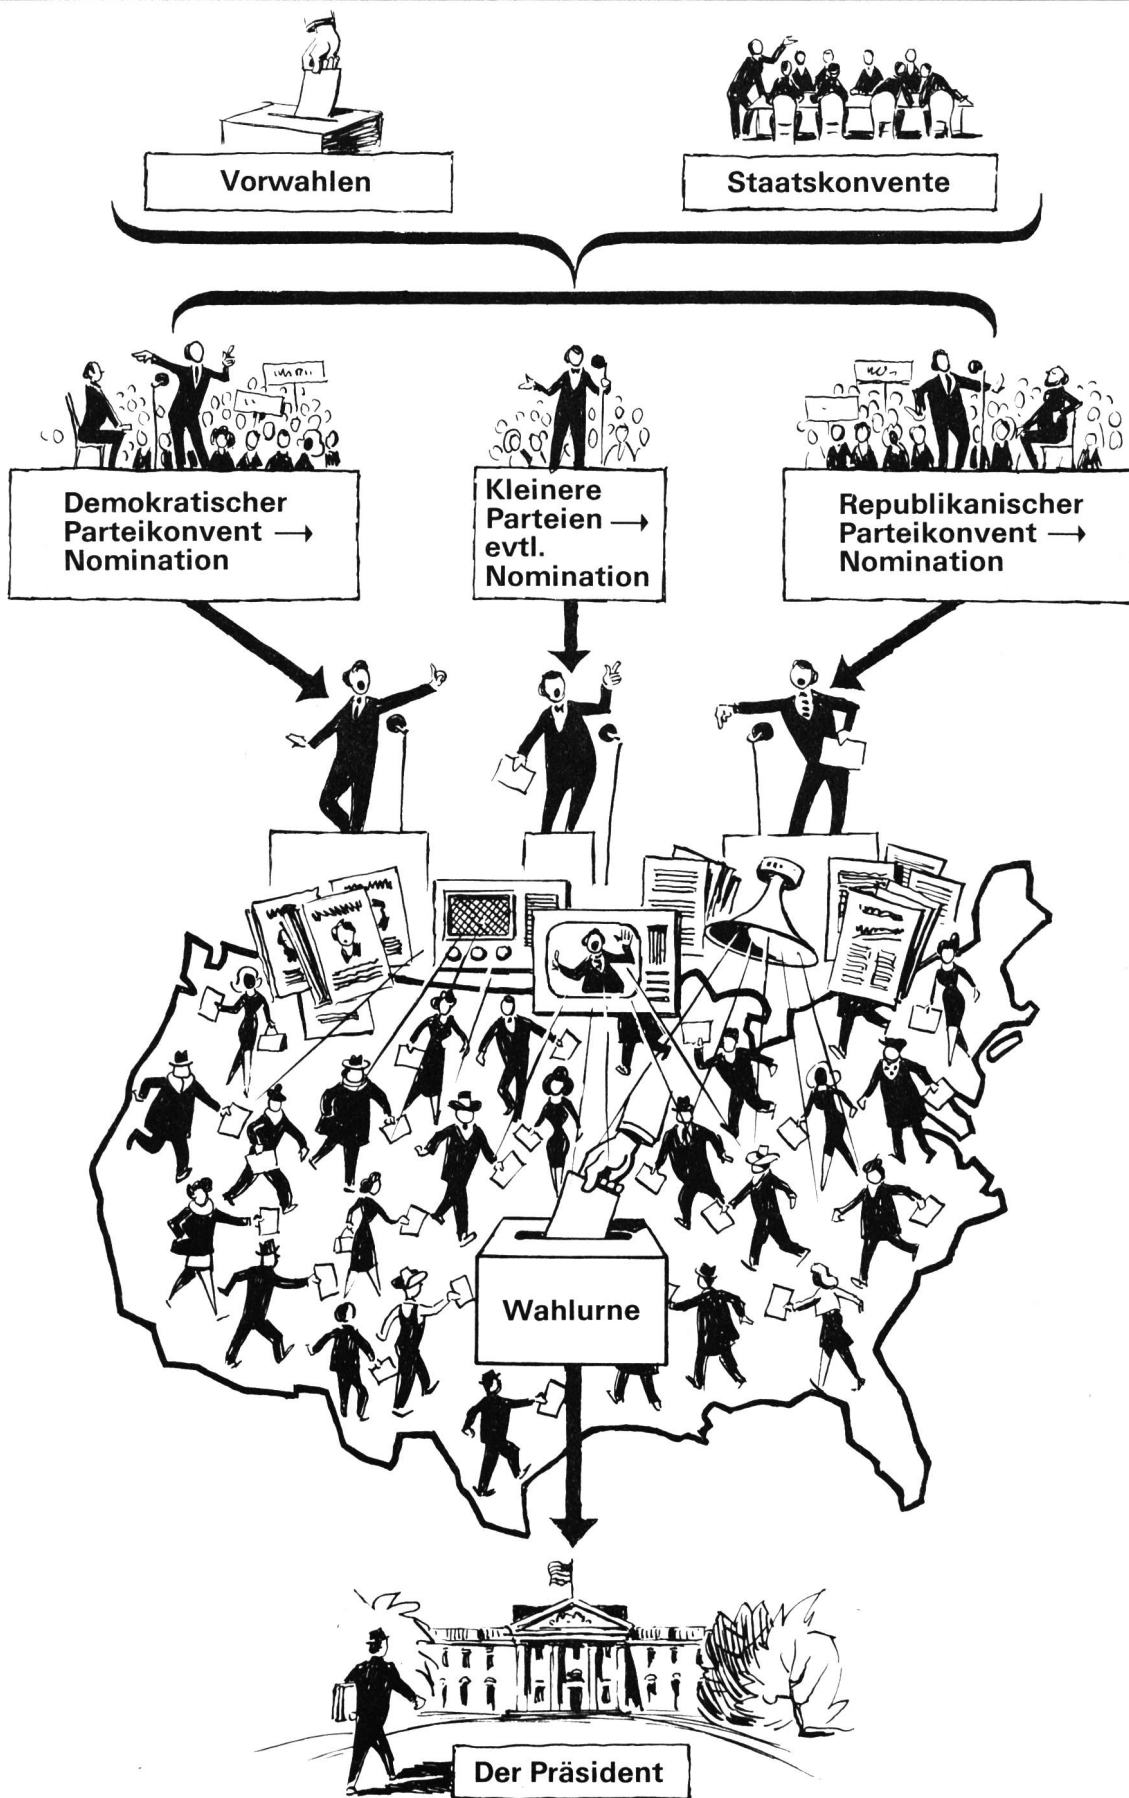 Vorwahlen
Staatskonvente
Demokratischer
Parteikonvent →
Nomination
Kleinere
Parteien →
evtl.
Nomination
Republikanischer
Parteikonvent →
Nomination
Wahlurne
Der Präsident